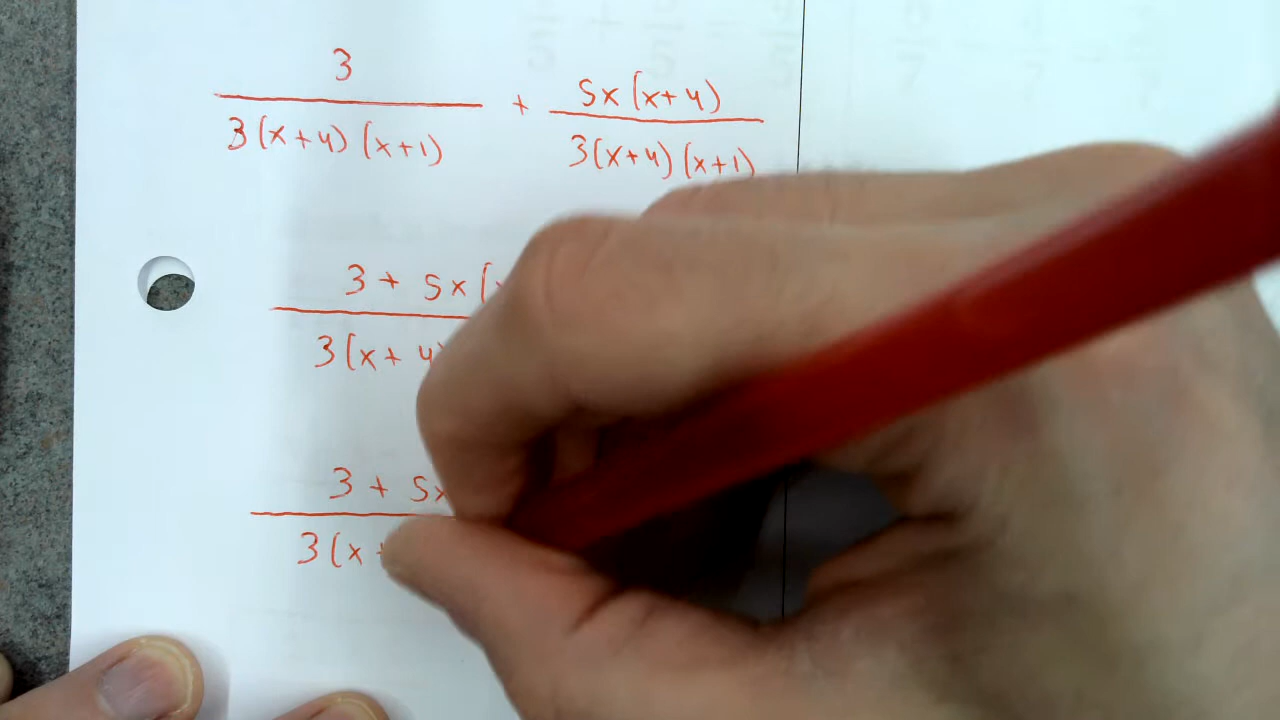 3 / 3(x+4)(x+1) + 5x(x+4) / 3(x+4)(x+1)
3 + 5x( / 3(x+4)
3 + 5x / 3(x+